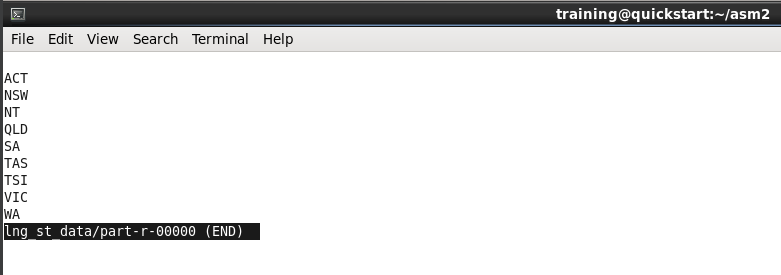 training@quickstart:~/asm2
File Edit View Search Terminal Help
ACT
NSW
NT
QLD
SA
TAS
TSI
VIC
WA
lng_st_data/part-r-00000 (END)